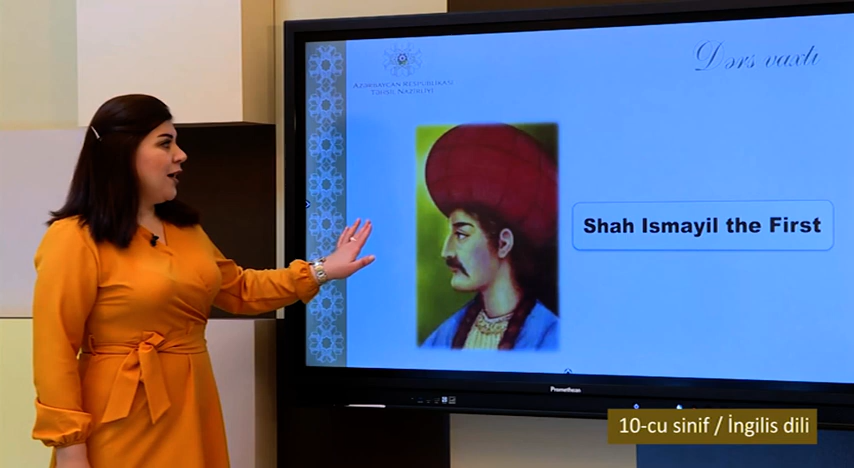 Dərs vaxtı
AZƏRBAYCAN RESPUBLİKASI
TƏHSİL NAZİRLİYİ
Shah Ismayil the First
Promethean
10-cu sinif / İngilis dili